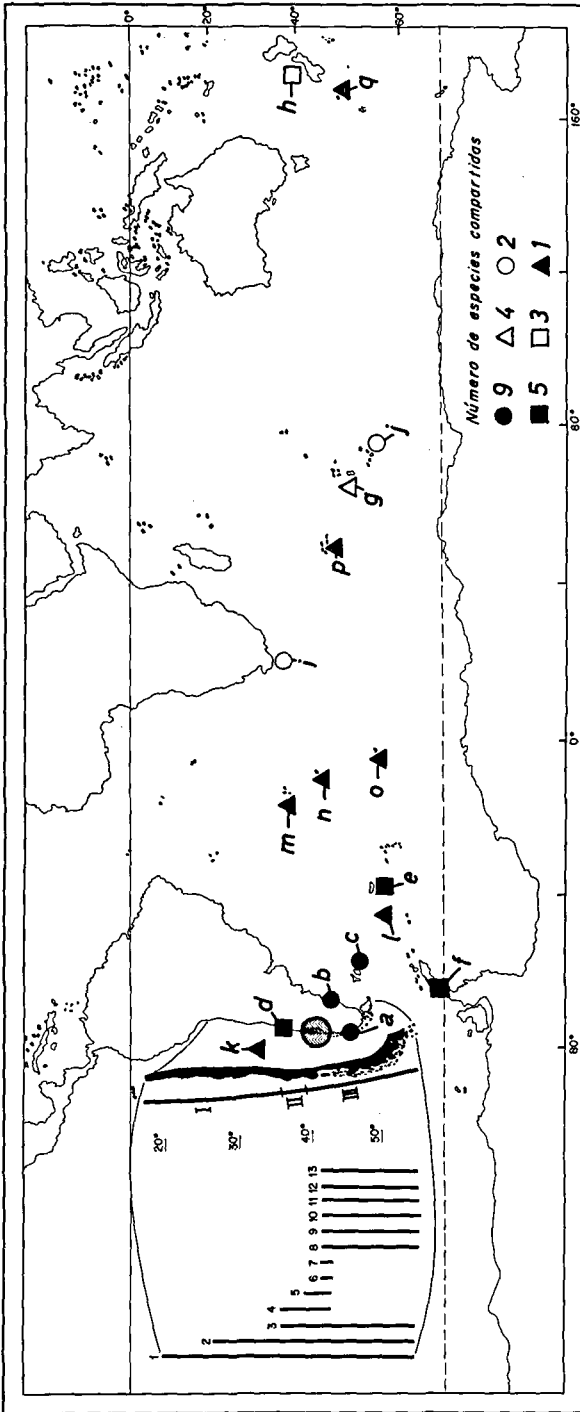 0°
20°
40°
60°
1
2
3
4
5
6
7
8
9
10
11
12
13
20°
30°
40°
50°
I
II
III
k
d
a
b
c
l
e
f
m
n
o
i
p
g
j
h
q
Número de especies compartidas
● 9 △ 4 ○ 2
■ 5 □ 3 ▲ 1
80°
0°
80°
160°